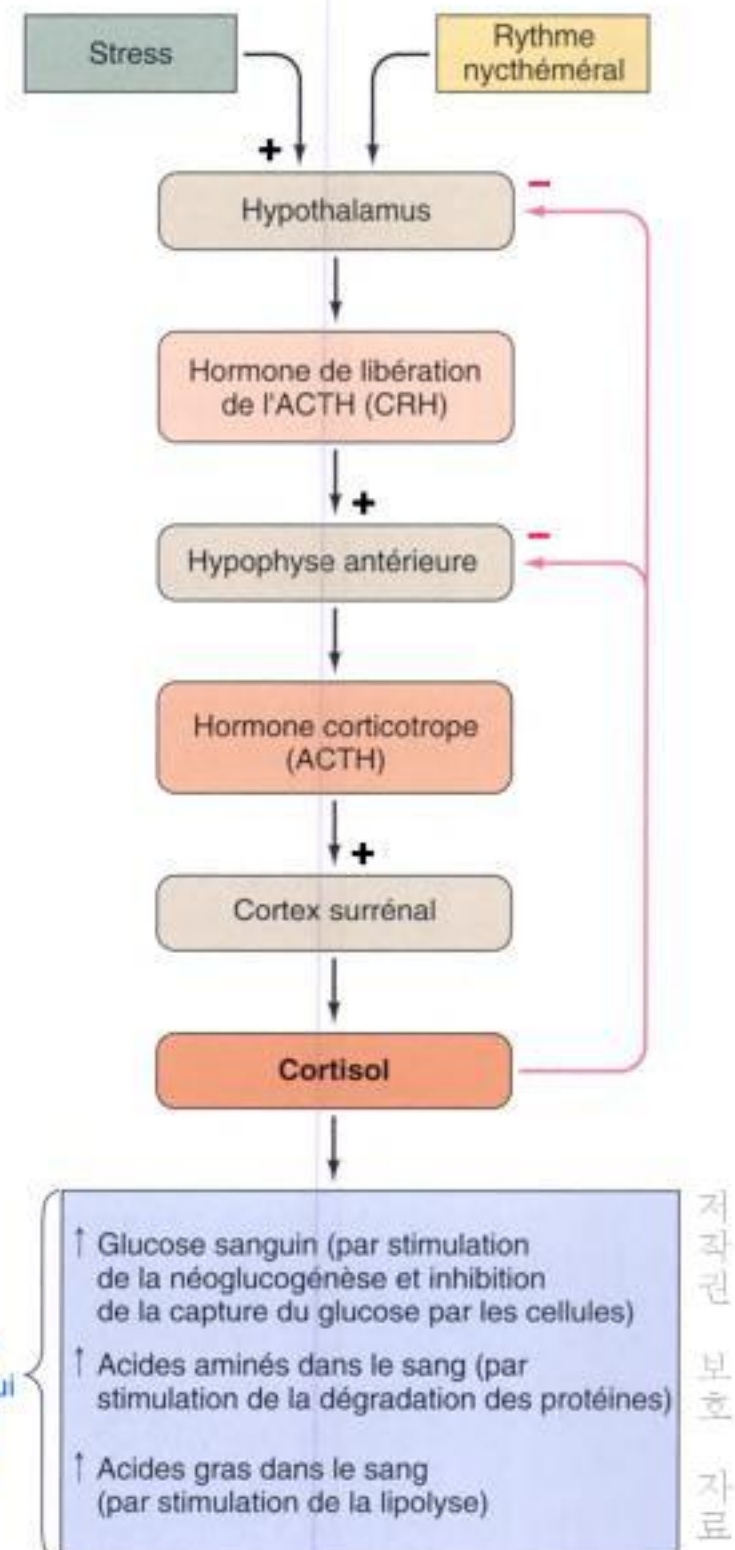 Stress
Rythme
nycthéméral
+
Hypothalamus
−
Hormone de libération
de l'ACTH (CRH)
+
Hypophyse antérieure
−
Hormone corticotrope
(ACTH)
+
Cortex surrénal
Cortisol
↑ Glucose sanguin (par stimulation
de la néoglucogénèse et inhibition
de la capture du glucose par les cellules)
↑ Acides aminés dans le sang (par
stimulation de la dégradation des protéines)
↑ Acides gras dans le sang
(par stimulation de la lipolyse)
ui
저작권 보호 자료